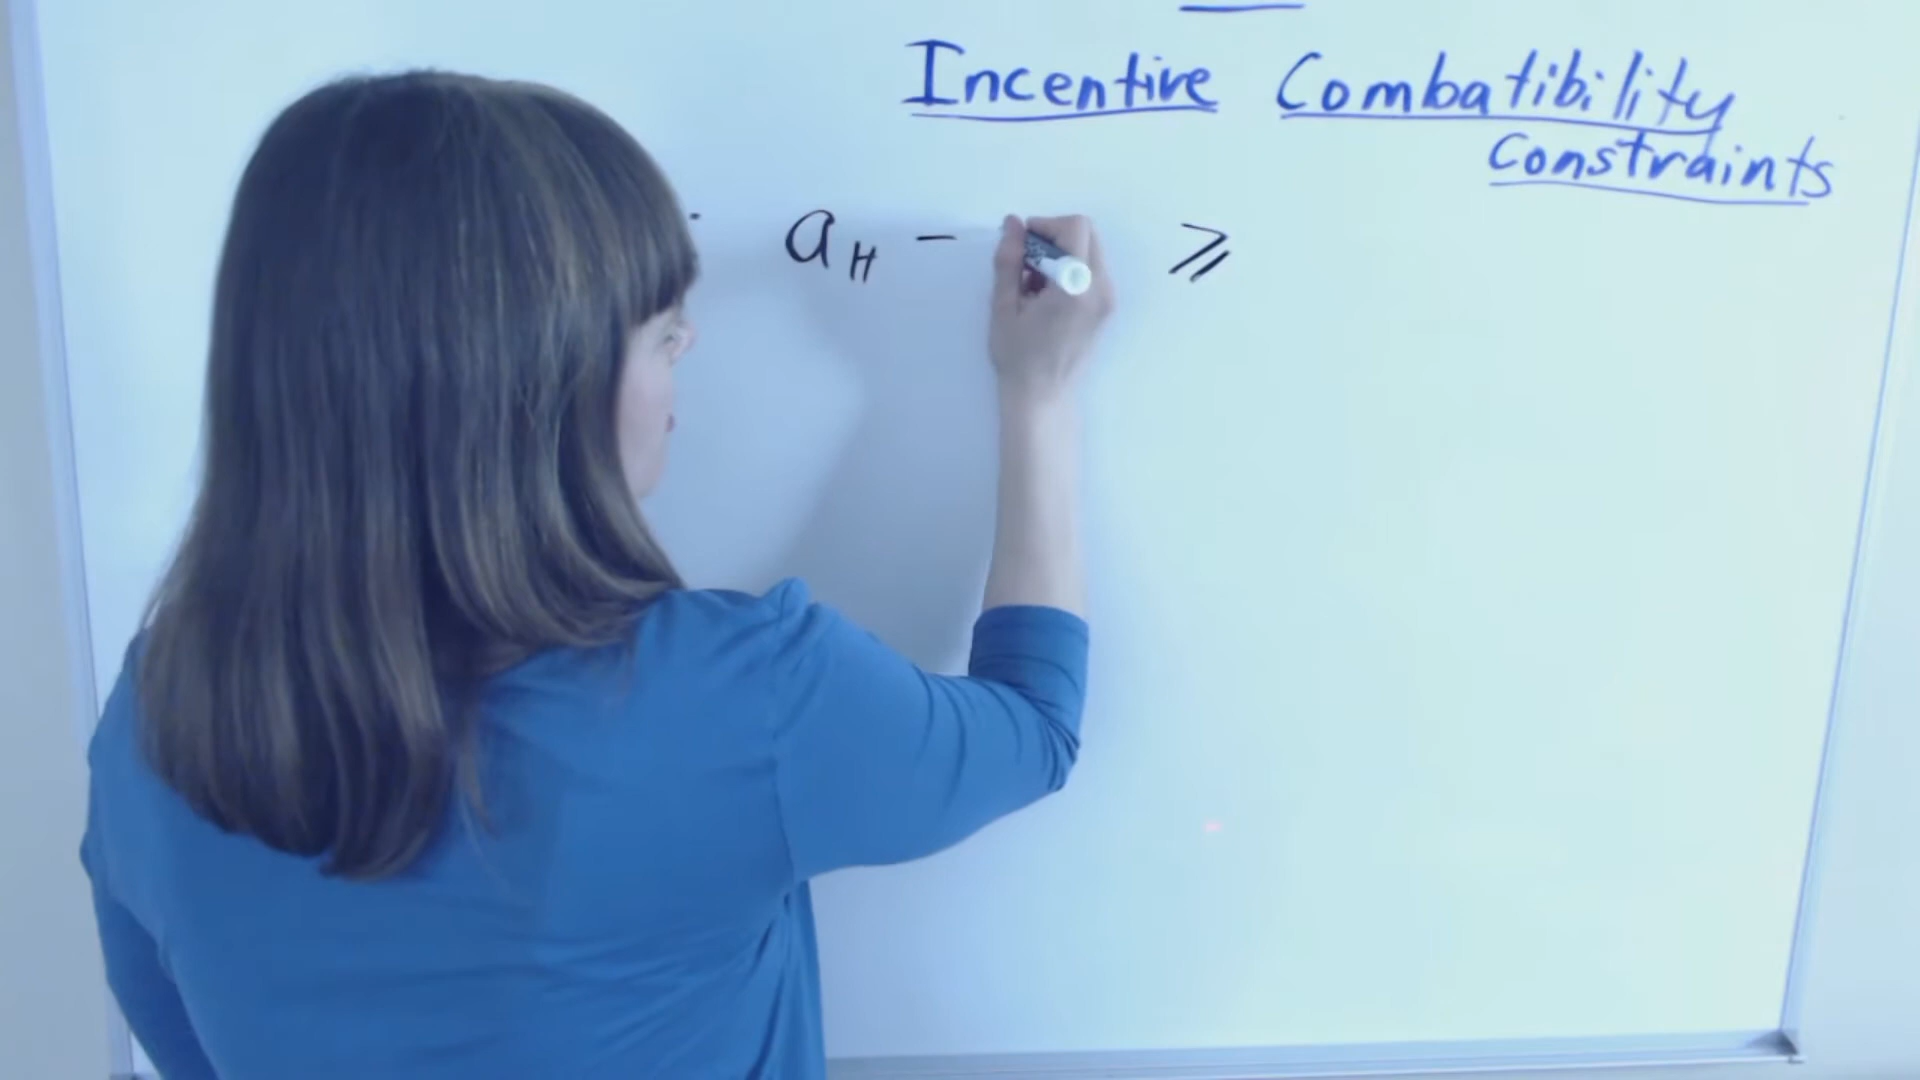 Incentive Combatibility
Constraints
a_H - ≥